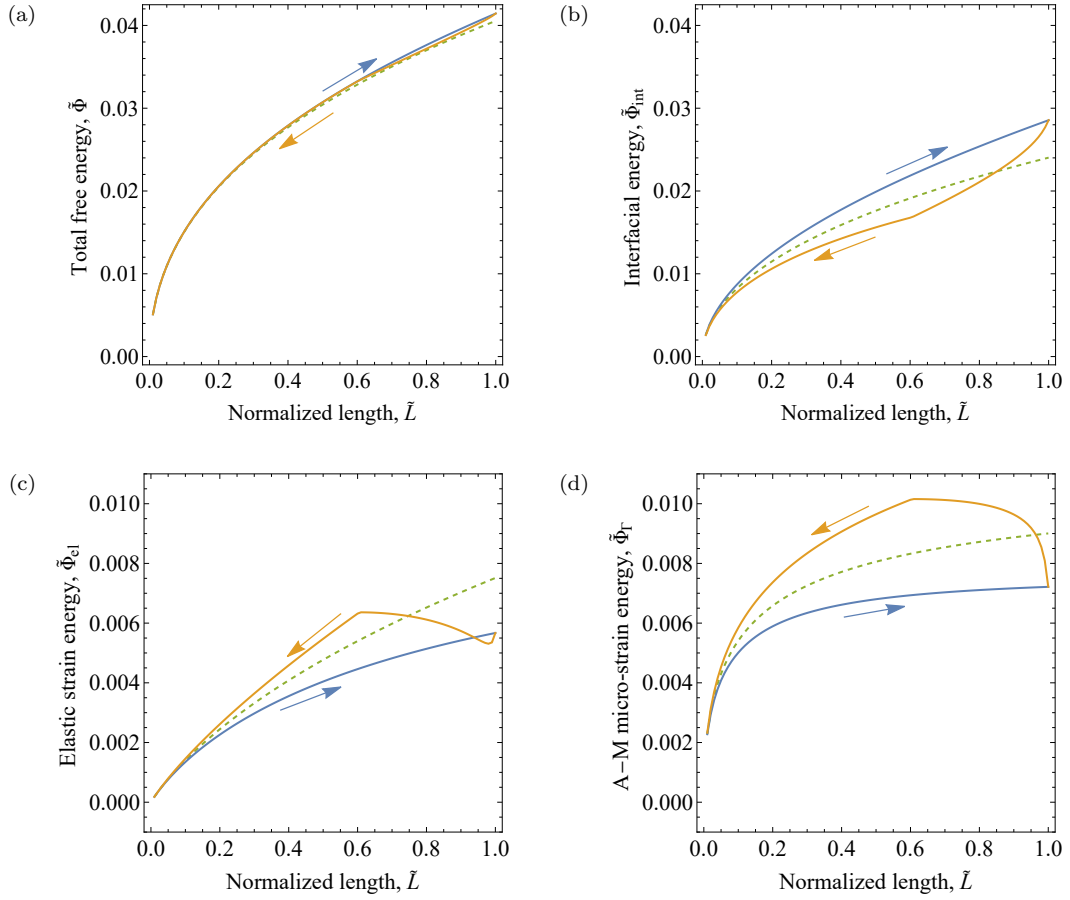 (a)
Total free energy, Φ̃
0.04
0.03
0.02
0.01
0.00
0.0 0.2 0.4 0.6 0.8 1.0
Normalized length, L̃
(b)
Interfacial energy, Φ̃int
0.04
0.03
0.02
0.01
0.00
0.0 0.2 0.4 0.6 0.8 1.0
Normalized length, L̃
(c)
Elastic strain energy, Φ̃el
0.010
0.008
0.006
0.004
0.002
0.000
0.0 0.2 0.4 0.6 0.8 1.0
Normalized length, L̃
(d)
A−M micro−strain energy, Φ̃Γ
0.010
0.008
0.006
0.004
0.002
0.000
0.0 0.2 0.4 0.6 0.8 1.0
Normalized length, L̃